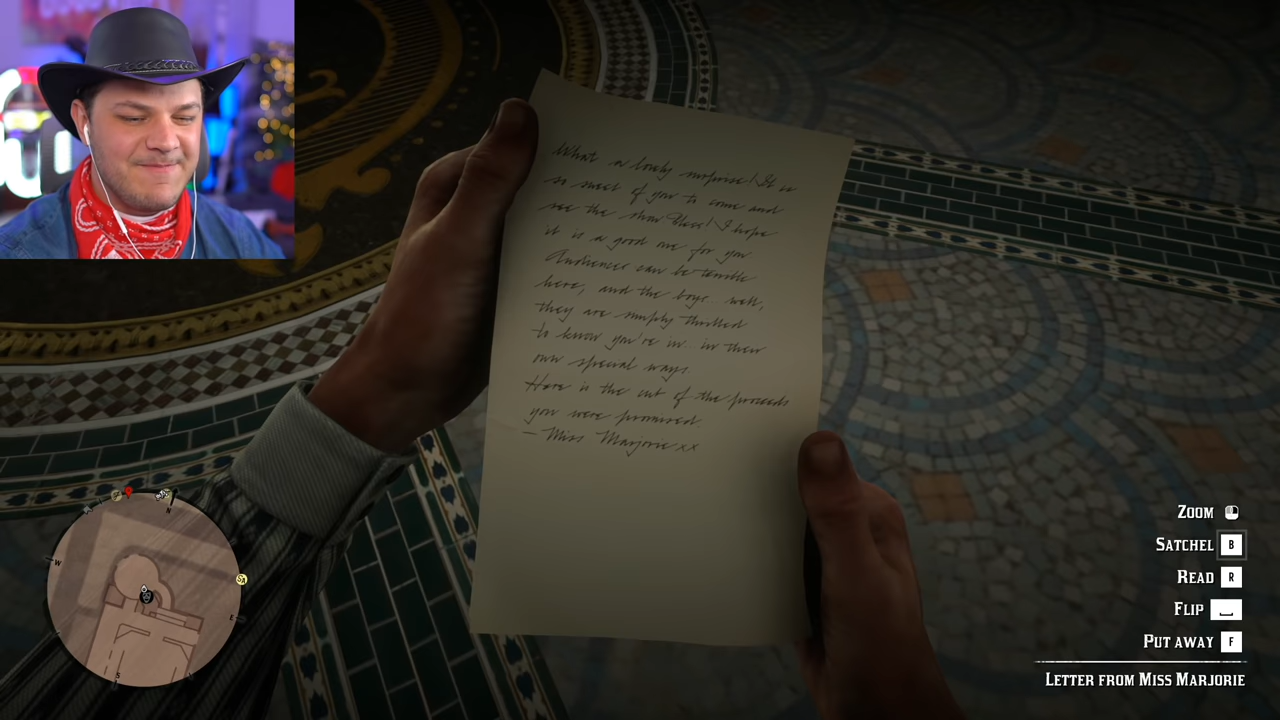 What a lovely surprise! It is
so sweet of you to come and
see the show. Bless! I hope
it is a good one for you
Audiences can be terrible
here, and the boys... well,
they are simply thrilled
to know you're in... in their
own special ways.
Here is the cut of the proceeds
you were promised
- Miss Marjorie xx
N
W
E
S
SA
ZOOM
SATCHEL B
READ R
FLIP
PUT AWAY F
LETTER FROM MISS MARJORIE